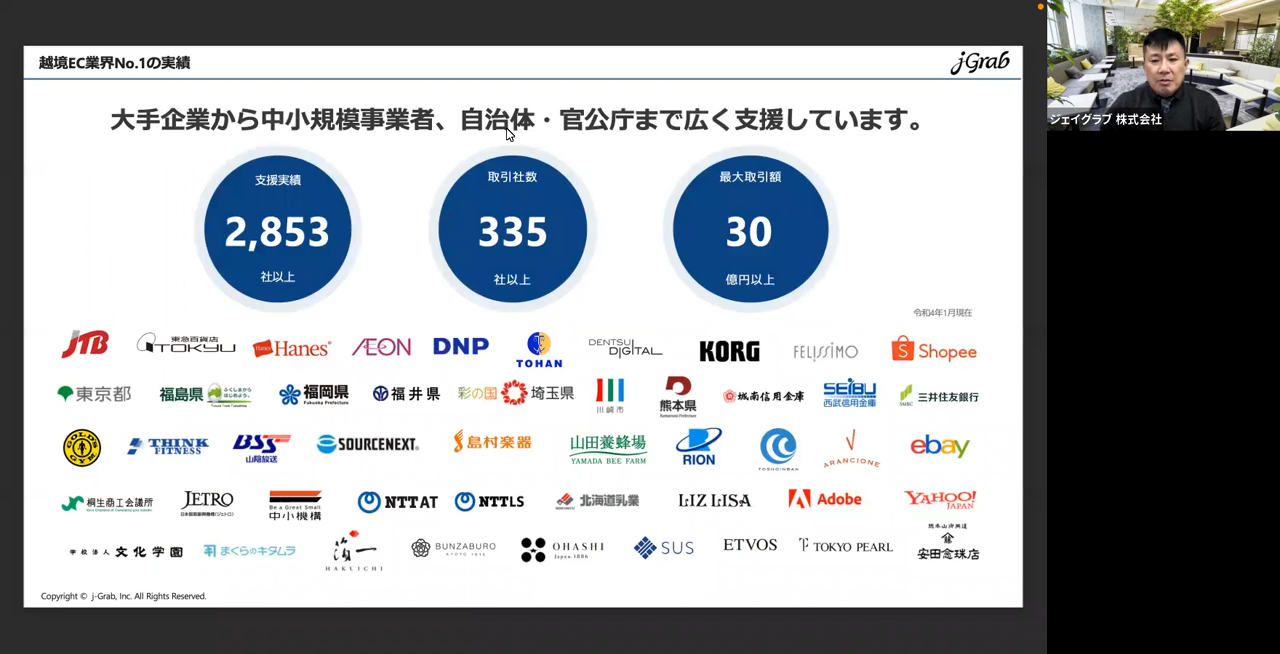 越境EC業界No.1の実績
j-Grab
ジェイグラブ 株式会社
大手企業から中小規模事業者、自治体・官公庁まで広く支援しています。
支援実績
2,853
社以上
取引社数
335
社以上
最大取引額
30
億円以上
令和4年1月現在
JTB
東急百貨店
TOKYU
Hanes
ÆON
DNP
TOHAN
DENTSU DIGITAL
KORG
FELISSIMO
Shopee
東京都
福島県
ふくしまから はじめよう。
福岡県
Fukuoka Prefecture
福井県
彩の国 埼玉県
川崎市
熊本県
Kumamoto Prefecture
城南信用金庫
SEIBU
西武信用金庫
SMBC
三井住友銀行
GOLD'S GYM
THINK FITNESS
BSS
山陰放送
SOURCENEXT
島村楽器
山田養蜂場
YAMADA BEE FARM
RION
TOSHOINBAN
ARANCIONE
ebay
桐生商工会議所
JETRO
日本貿易振興機構(ジェトロ)
Be a Great Small
中小機構
NTT AT
NTTLS
北海道乳業
LIZ LISA
Adobe
YAHOO!
JAPAN
学校法人 文化学園
まくらのキタムラ
箔一
HAKUICHI
BUNZABURO
KYOTO 1915
OHASHI
Japan.1886
SUS
ETVOS
TOKYO PEARL
総本山御用達
安田念珠店
Copyright © j-Grab, Inc. All Rights Reserved.